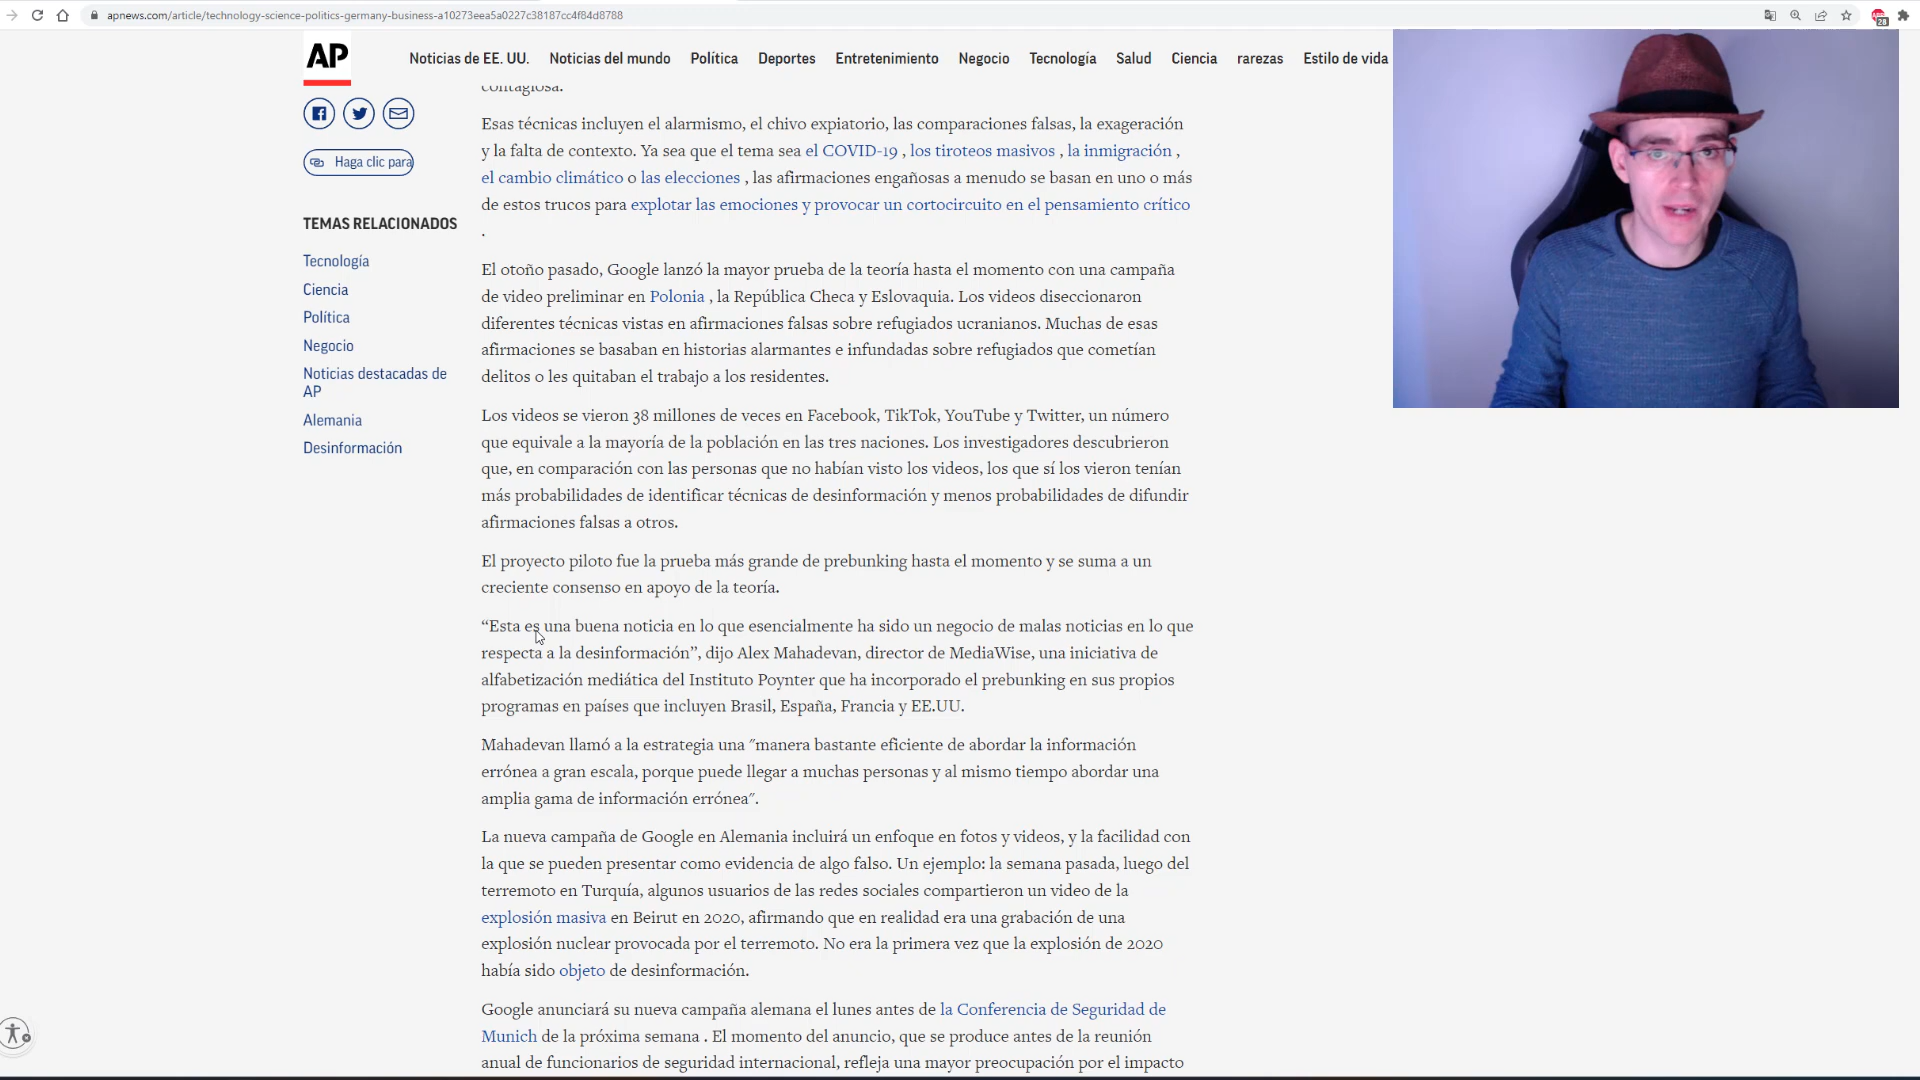 apnews.com/article/technology-science-politics-germany-business-a10273eea5a0227c38187cc4f84d8788
28
AP
Noticias de EE. UU. Noticias del mundo Política Deportes Entretenimiento Negocio Tecnología Salud Ciencia rarezas Estilo de vida
Haga clic para
TEMAS RELACIONADOS
Tecnología
Ciencia
Política
Negocio
Noticias destacadas de
AP
Alemania
Desinformación
contagiosa.
Esas técnicas incluyen el alarmismo, el chivo expiatorio, las comparaciones falsas, la exageración
y la falta de contexto. Ya sea que el tema sea el COVID-19 , los tiroteos masivos , la inmigración ,
el cambio climático o las elecciones , las afirmaciones engañosas a menudo se basan en uno o más
de estos trucos para explotar las emociones y provocar un cortocircuito en el pensamiento crítico
.
El otoño pasado, Google lanzó la mayor prueba de la teoría hasta el momento con una campaña
de video preliminar en Polonia , la República Checa y Eslovaquia. Los videos diseccionaron
diferentes técnicas vistas en afirmaciones falsas sobre refugiados ucranianos. Muchas de esas
afirmaciones se basaban en historias alarmantes e infundadas sobre refugiados que cometían
delitos o les quitaban el trabajo a los residentes.
Los videos se vieron 38 millones de veces en Facebook, TikTok, YouTube y Twitter, un número
que equivale a la mayoría de la población en las tres naciones. Los investigadores descubrieron
que, en comparación con las personas que no habían visto los videos, los que sí los vieron tenían
más probabilidades de identificar técnicas de desinformación y menos probabilidades de difundir
afirmaciones falsas a otros.
El proyecto piloto fue la prueba más grande de prebunking hasta el momento y se suma a un
creciente consenso en apoyo de la teoría.
“Esta es una buena noticia en lo que esencialmente ha sido un negocio de malas noticias en lo que
respecta a la desinformación”, dijo Alex Mahadevan, director de MediaWise, una iniciativa de
alfabetización mediática del Instituto Poynter que ha incorporado el prebunking en sus propios
programas en países que incluyen Brasil, España, Francia y EE.UU.
Mahadevan llamó a la estrategia una "manera bastante eficiente de abordar la información
errónea a gran escala, porque puede llegar a muchas personas y al mismo tiempo abordar una
amplia gama de información errónea".
La nueva campaña de Google en Alemania incluirá un enfoque en fotos y videos, y la facilidad con
la que se pueden presentar como evidencia de algo falso. Un ejemplo: la semana pasada, luego del
terremoto en Turquía, algunos usuarios de las redes sociales compartieron un video de la
explosión masiva en Beirut en 2020, afirmando que en realidad era una grabación de una
explosión nuclear provocada por el terremoto. No era la primera vez que la explosión de 2020
había sido objeto de desinformación.
Google anunciará su nueva campaña alemana el lunes antes de la Conferencia de Seguridad de
Munich de la próxima semana . El momento del anuncio, que se produce antes de la reunión
anual de funcionarios de seguridad internacional, refleja una mayor preocupación por el impacto